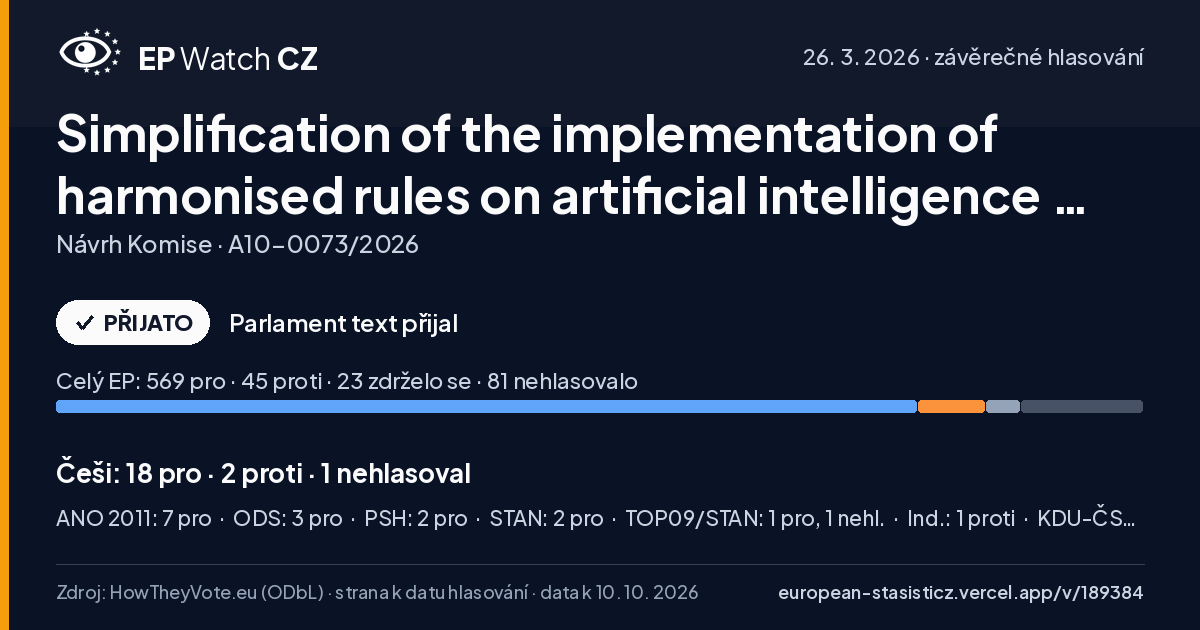 EP Watch CZ
26. 3. 2026 · závěrečné hlasování
Simplification of the implementation of
harmonised rules on artificial intelligence …
Návrh Komise · A10-0073/2026
✓ PŘIJATO
Parlament text přijal
Celý EP: 569 pro · 45 proti · 23 zdrželo se · 81 nehlasovalo
Češi: 18 pro · 2 proti · 1 nehlasoval
ANO 2011: 7 pro · ODS: 3 pro · PSH: 2 pro · STAN: 2 pro · TOP09/STAN: 1 pro, 1 nehl. · Ind.: 1 proti · KDU-ČS…
Zdroj: HowTheyVote.eu (ODbL) · strana k datu hlasování · data k 10. 10. 2026
european-stasisticz.vercel.app/v/189384